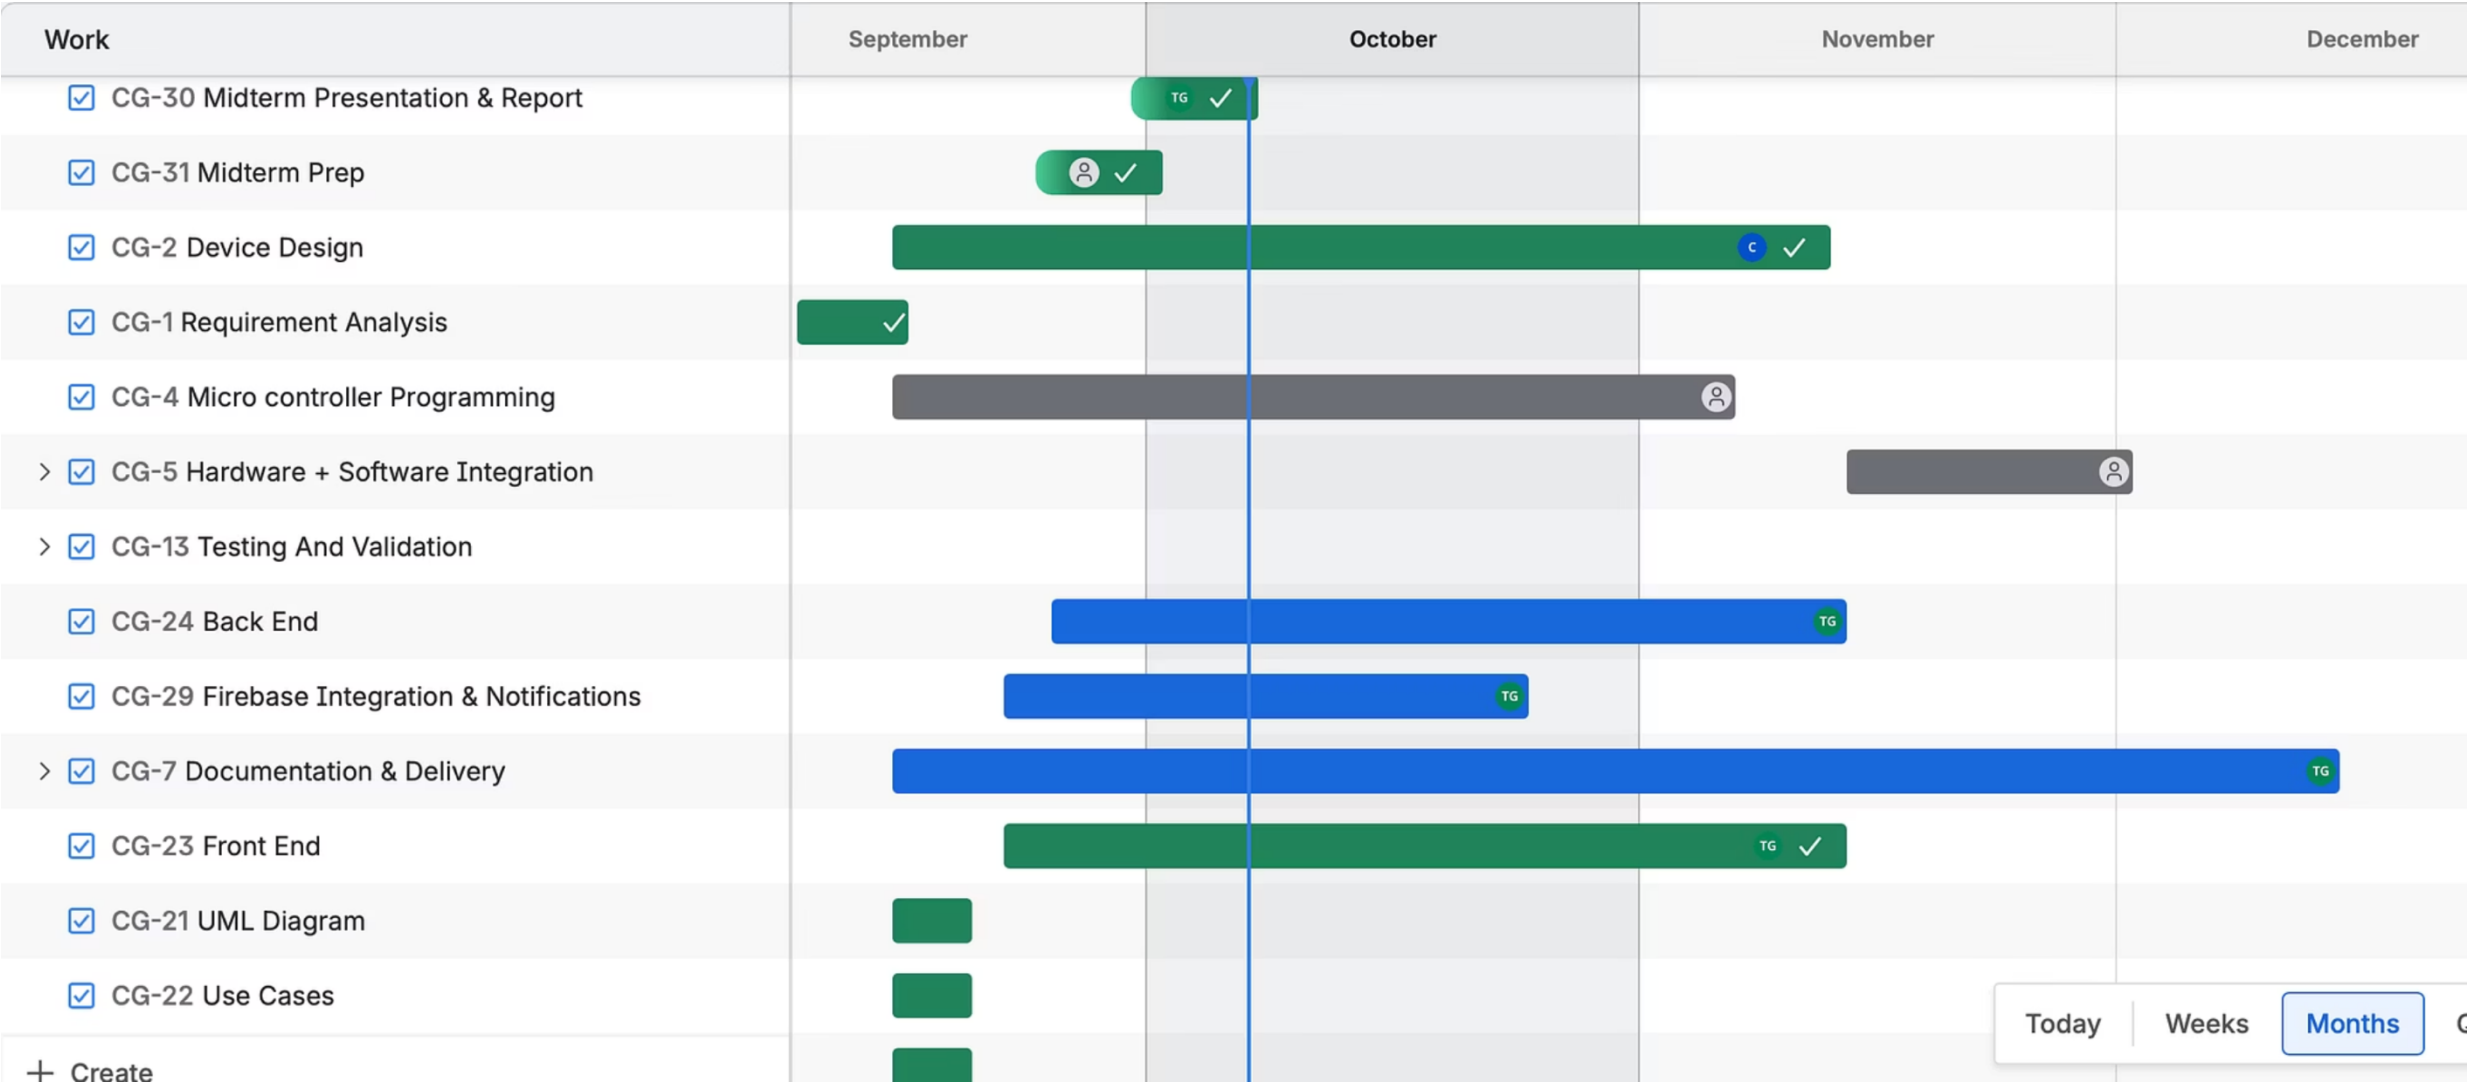 Work September October November December
CG-30 Midterm Presentation & Report TG
CG-31 Midterm Prep
CG-2 Device Design C
CG-1 Requirement Analysis
CG-4 Micro controller Programming
CG-5 Hardware + Software Integration
CG-13 Testing And Validation
CG-24 Back End TG
CG-29 Firebase Integration & Notifications TG
CG-7 Documentation & Delivery TG
CG-23 Front End TG
CG-21 UML Diagram
CG-22 Use Cases
Today Weeks Months
+ Create